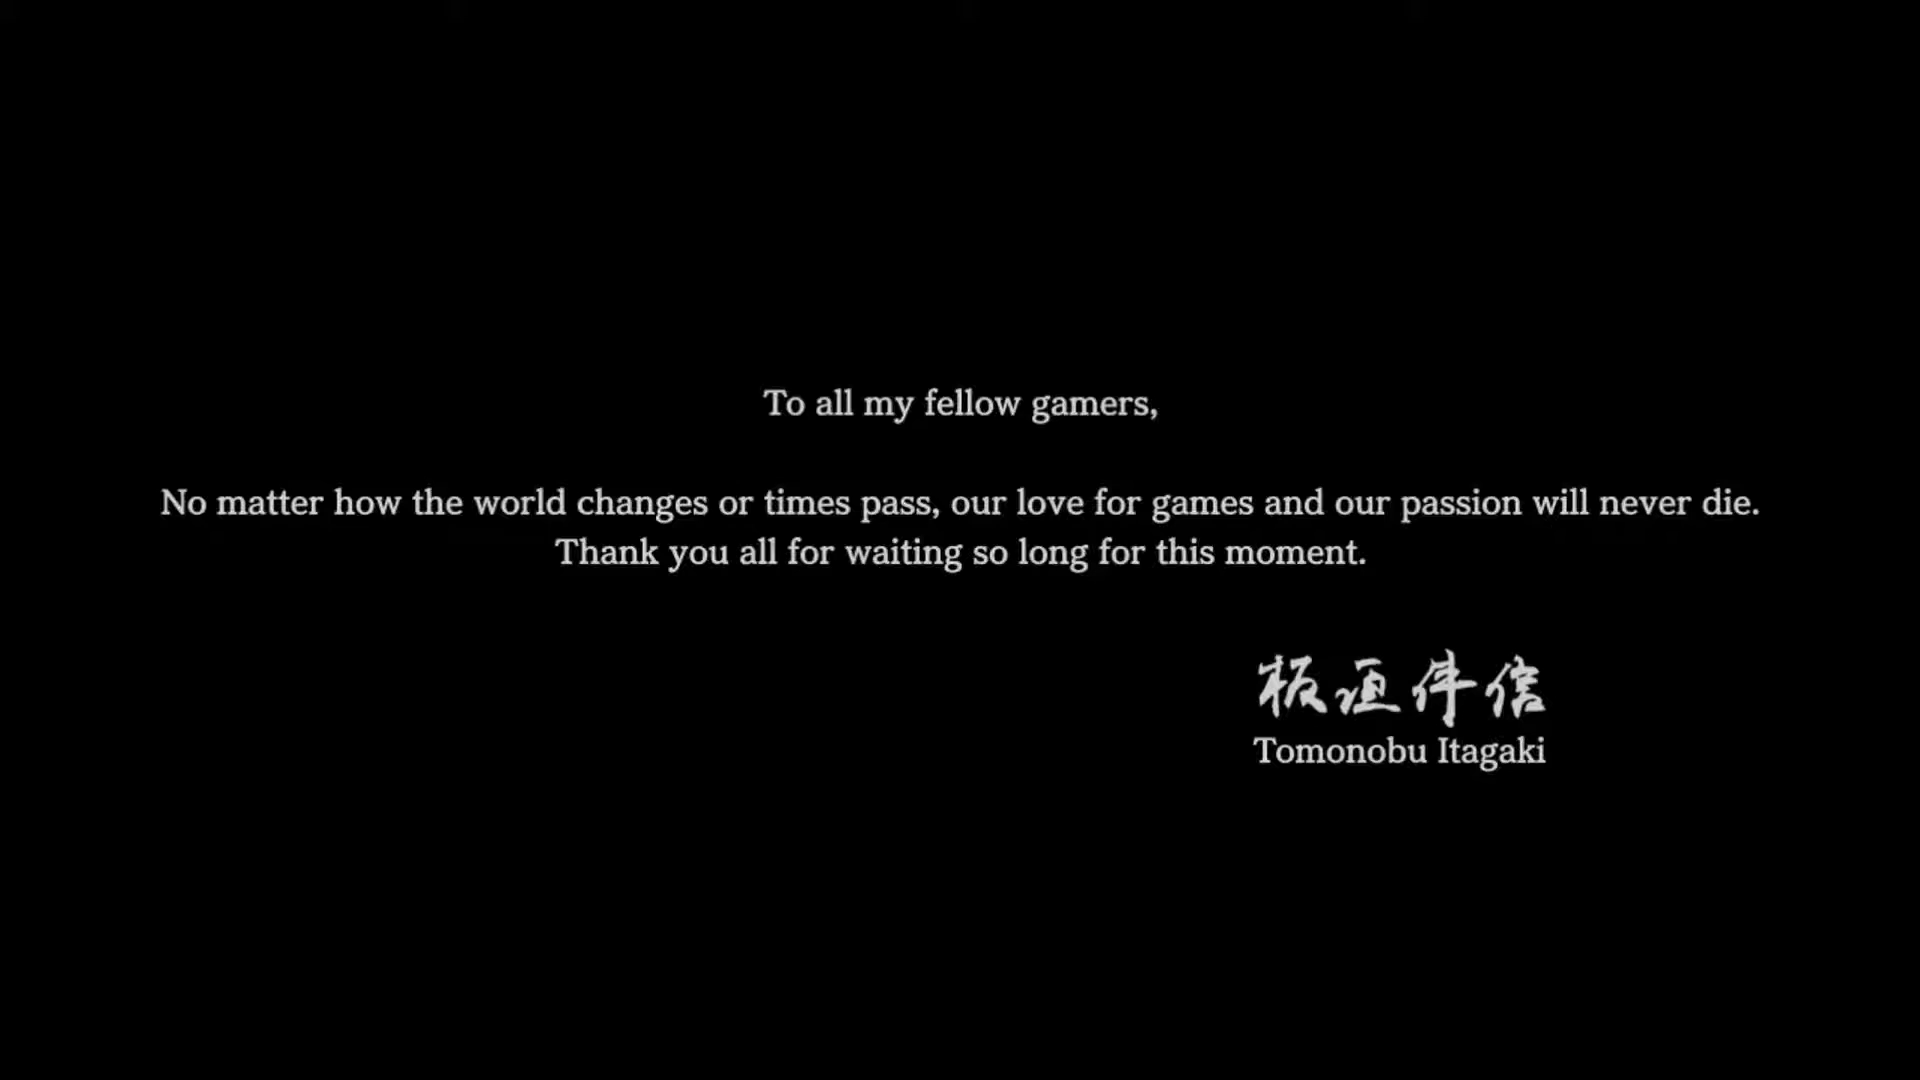 To all my fellow gamers,
No matter how the world changes or times pass, our love for games and our passion will never die.
Thank you all for waiting so long for this moment.
板垣伴信
Tomonobu Itagaki